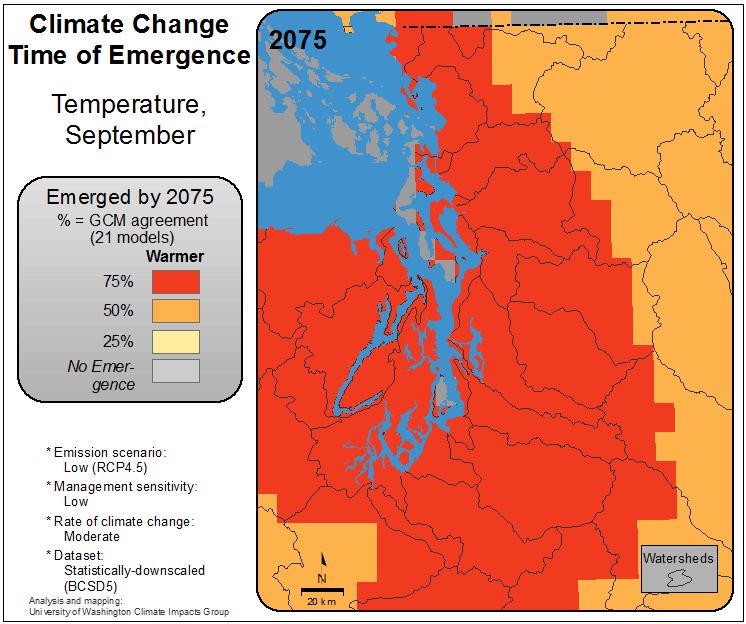 Climate Change
Time of Emergence
Temperature,
September
Emerged by 2075
% = GCM agreement
(21 models)
Warmer
75%
50%
25%
No Emer-
gence
* Emission scenario:
Low (RCP4.5)
* Management sensitivity:
Low
* Rate of climate change:
Moderate
* Dataset:
Statistically-downscaled
(BCSD5)
Analysis and mapping:
University of Washington Climate Impacts Group
2075
N
20 km
Watersheds